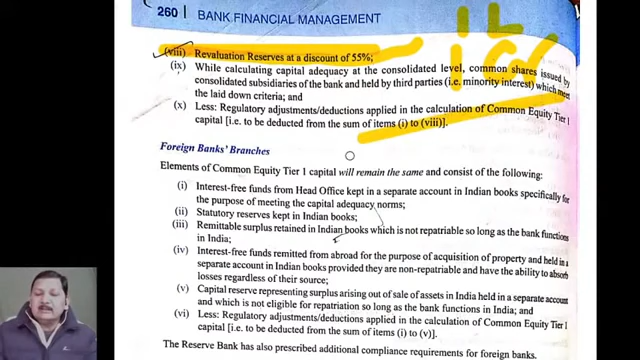 260 | BANK FINANCIAL MANAGEMENT
(viii) Revaluation Reserves at a discount of 55%;
(ix) While calculating capital adequacy at the consolidated level, common shares issued by
consolidated subsidiaries of the bank and held by third parties (i.e. minority interest) which meet
the laid down criteria; and
(x) Less: Regulatory adjustments/deductions applied in the calculation of Common Equity Tier 1
capital [i.e. to be deducted from the sum of items (i) to (viii)].
Foreign Banks' Branches
Elements of Common Equity Tier 1 capital will remain the same and consist of the following:
(i) Interest-free funds from Head Office kept in a separate account in Indian books specifically for
the purpose of meeting the capital adequacy norms;
(ii) Statutory reserves kept in Indian books;
(iii) Remittable surplus retained in Indian books which is not repatriable so long as the bank functions
in India;
(iv) Interest-free funds remitted from abroad for the purpose of acquisition of property and held in a
separate account in Indian books provided they are non-repatriable and have the ability to absorb
losses regardless of their source;
(v) Capital reserve representing surplus arising out of sale of assets in India held in a separate account
and which is not eligible for repatriation so long as the bank functions in India; and
(vi) Less: Regulatory adjustments/deductions applied in the calculation of Common Equity Tier 1
capital [i.e. to be deducted from the sum of items (i) to (v)].
The Reserve Bank has also prescribed additional compliance requirements for foreign banks.